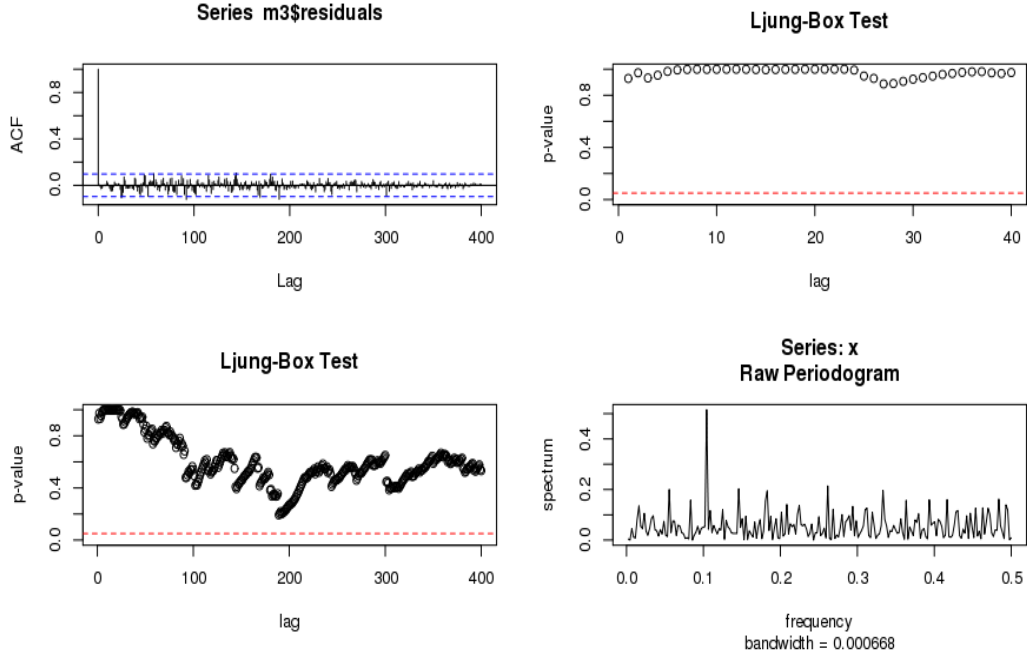 Series m3$residuals
ACF
0.0 0.4 0.8
0 100 200 300 400
Lag
Ljung-Box Test
p-value
0.0 0.4 0.8
0 10 20 30 40
lag
Ljung-Box Test
p-value
0.0 0.4 0.8
0 100 200 300 400
lag
Series: x
Raw Periodogram
spectrum
0.0 0.2 0.4
0.0 0.1 0.2 0.3 0.4 0.5
frequency
bandwidth = 0.000668